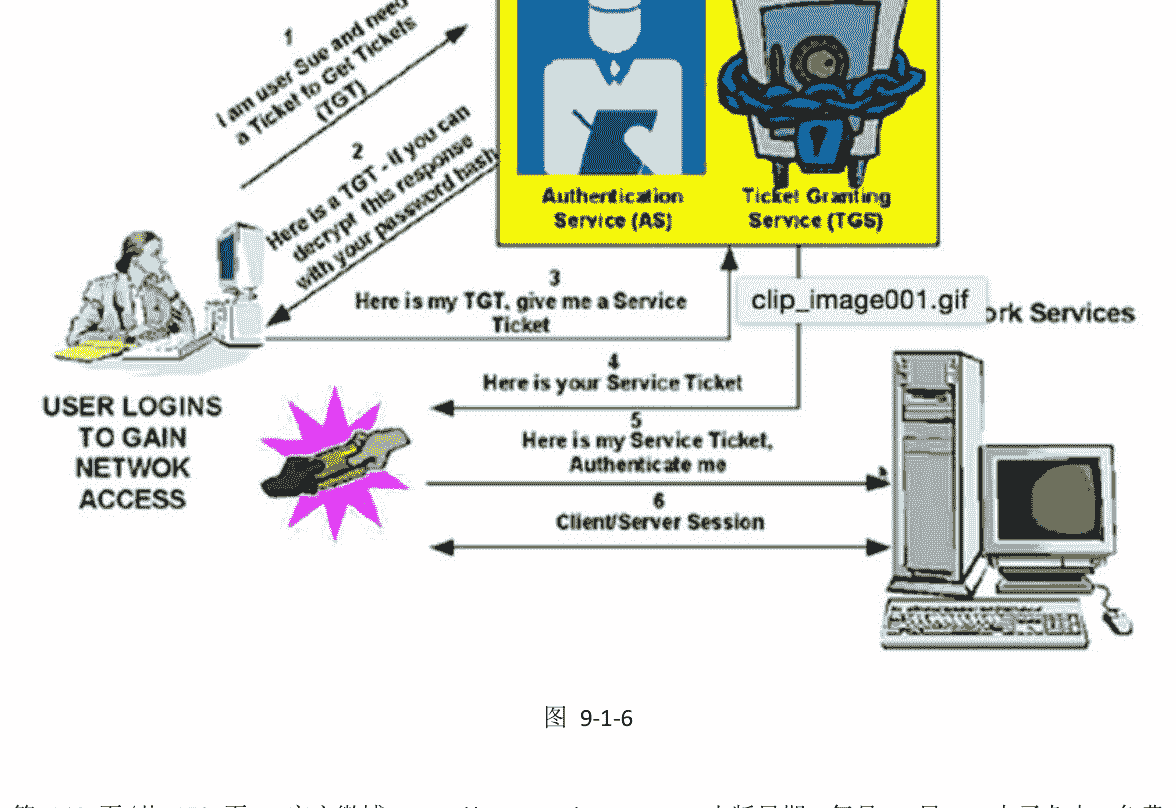 1
I am user Sue and need
a Ticket to Get Tickets
(TGT)
2
Here is a TGT - if you can
decrypt this response
with your password hash
Authentication
Service (AS)
Ticket Granting
Service (TGS)
3
Here is my TGT, give me a Service
Ticket
clip_image001.gif
ork Services
4
Here is your Service Ticket
USER LOGINS
TO GAIN
NETWOK
ACCESS
5
Here is my Service Ticket,
Authenticate me
6
Client/Server Session
图 9-1-6